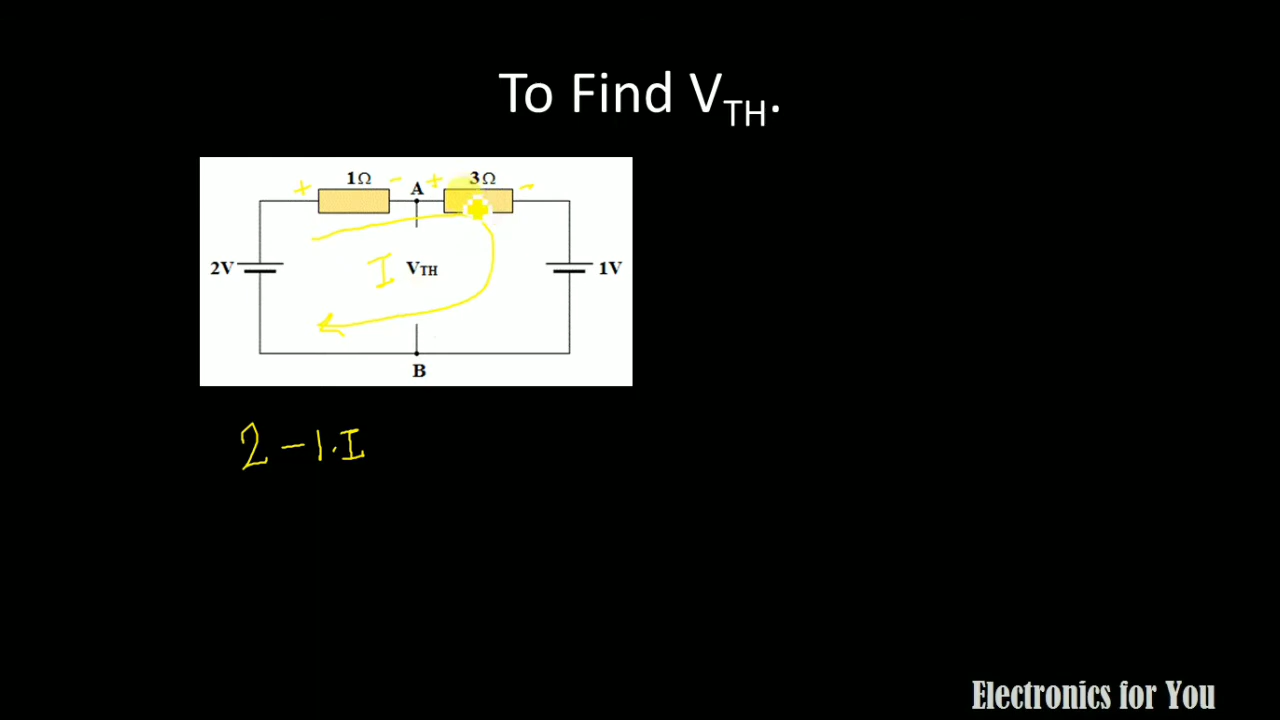 To Find VTH.
1Ω
3Ω
+ - A + -
2V
I
VTH
1V
B
2 - 1.I
Electronics for You